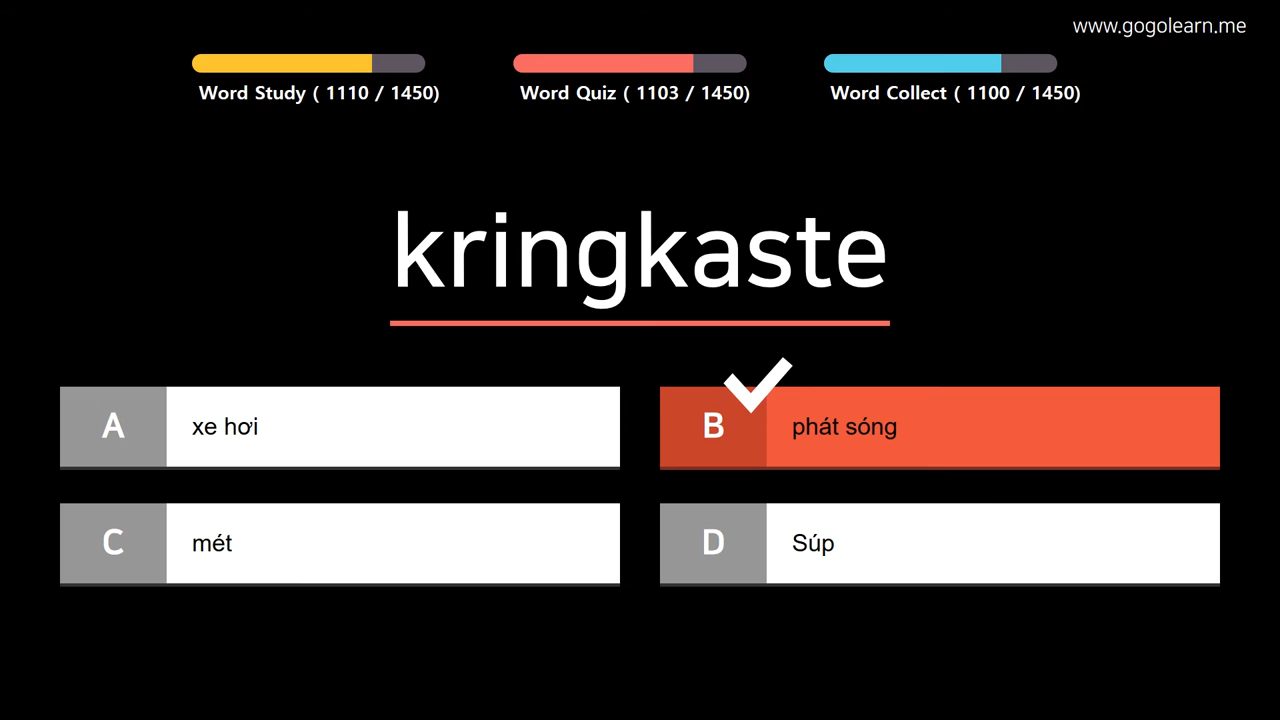 www.gogolearn.me
Word Study ( 1110 / 1450)
Word Quiz ( 1103 / 1450)
Word Collect ( 1100 / 1450)
kringkaste
A xe hơi
B phát sóng
C mét
D Súp